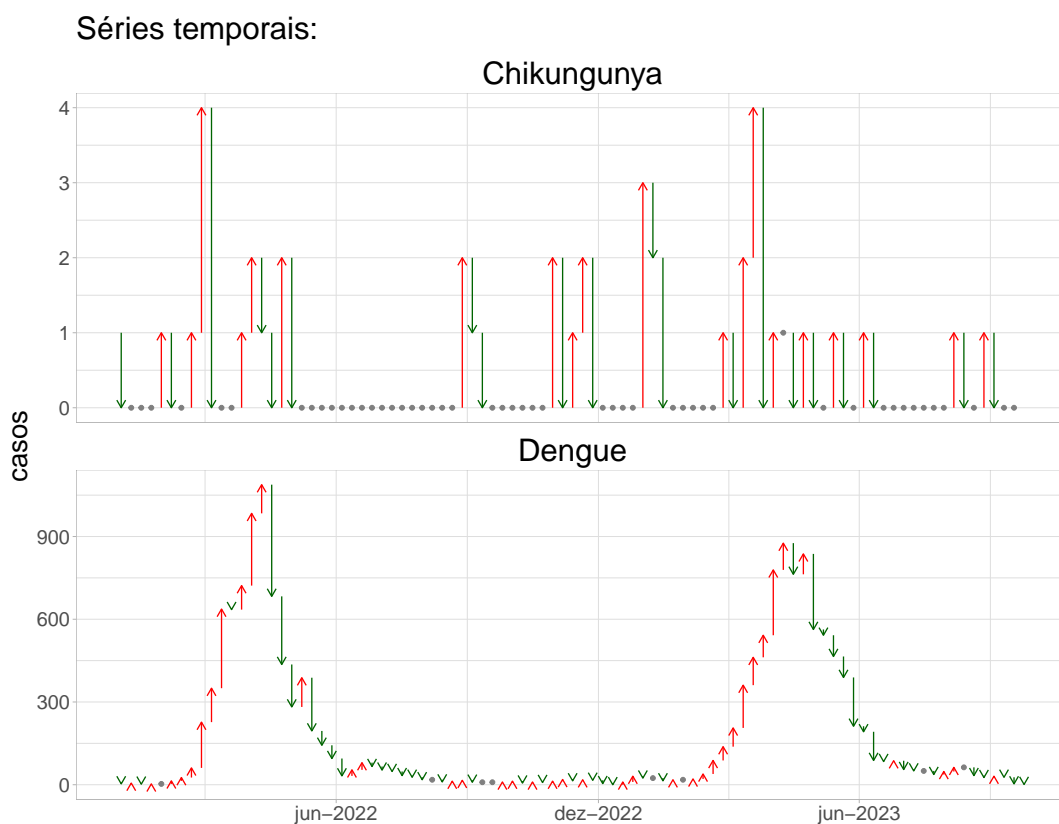 Séries temporais:
Chikungunya
4
3
2
1
0
casos
Dengue
900
600
300
0
jun−2022
dez−2022
jun−2023